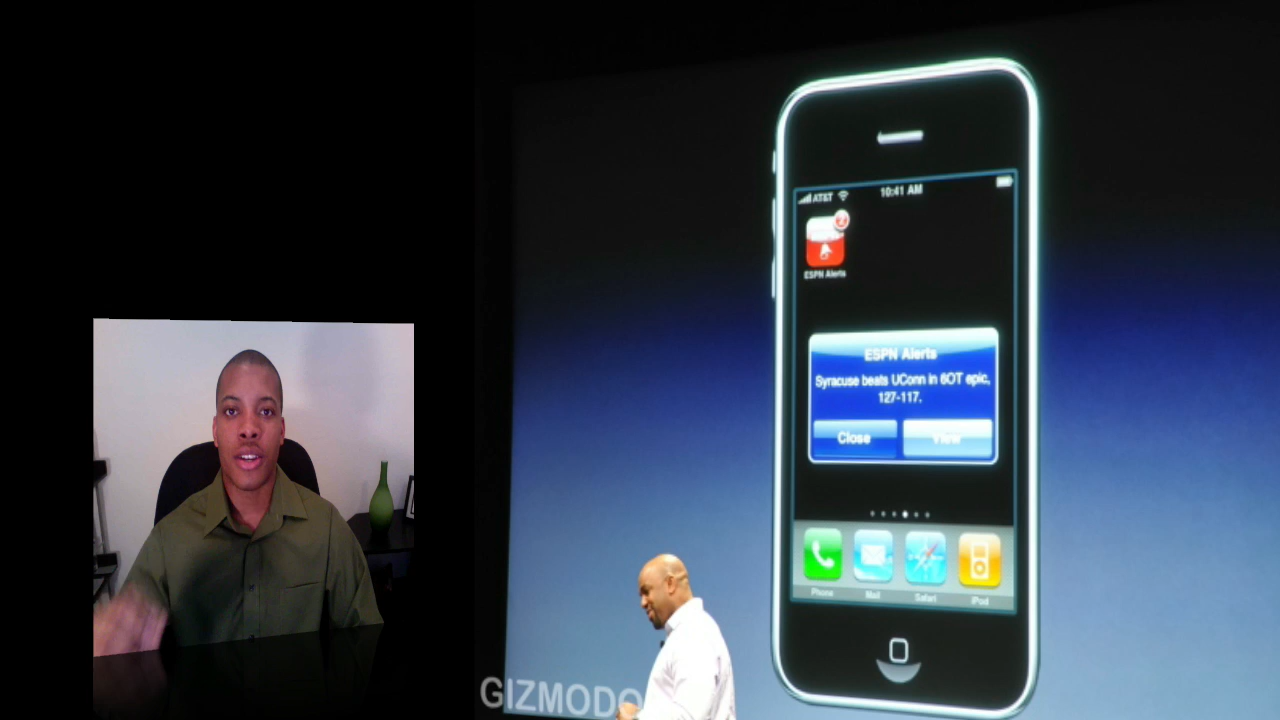 AT&T
10:41 AM
2
ESPN Alerts
ESPN Alerts
Syracuse beats UConn in 6OT epic,
127-117.
Close
View
Phone
Mail
Safari
iPod
GIZMODO